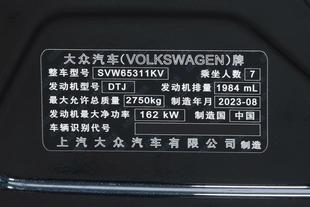 大众汽车(VOLKSWAGEN)牌
整车型号 SVW65311KV 乘坐人数 7
发动机型号 DTJ 发动机排量 1984 mL
最大允许总质量 2750kg 制造年月 2023-08
发动机最大净功率 162 kW 制造国 中国
车辆识别代号
上汽大众汽车有限公司 制造